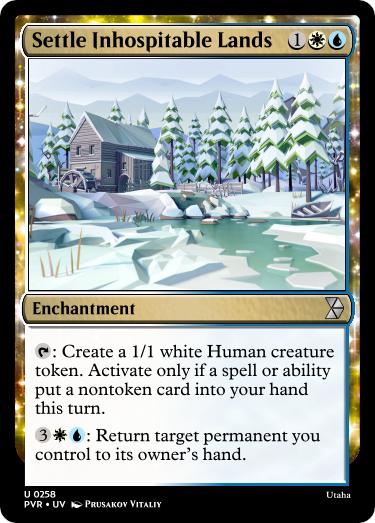 Settle Inhospitable Lands 1
Enchantment
: Create a 1/1 white Human creature
token. Activate only if a spell or ability
put a nontoken card into your hand
this turn.
3 : Return target permanent you
control to its owner's hand.
U 0258
PVR • UV Prusakov Vitaliy
Utaha